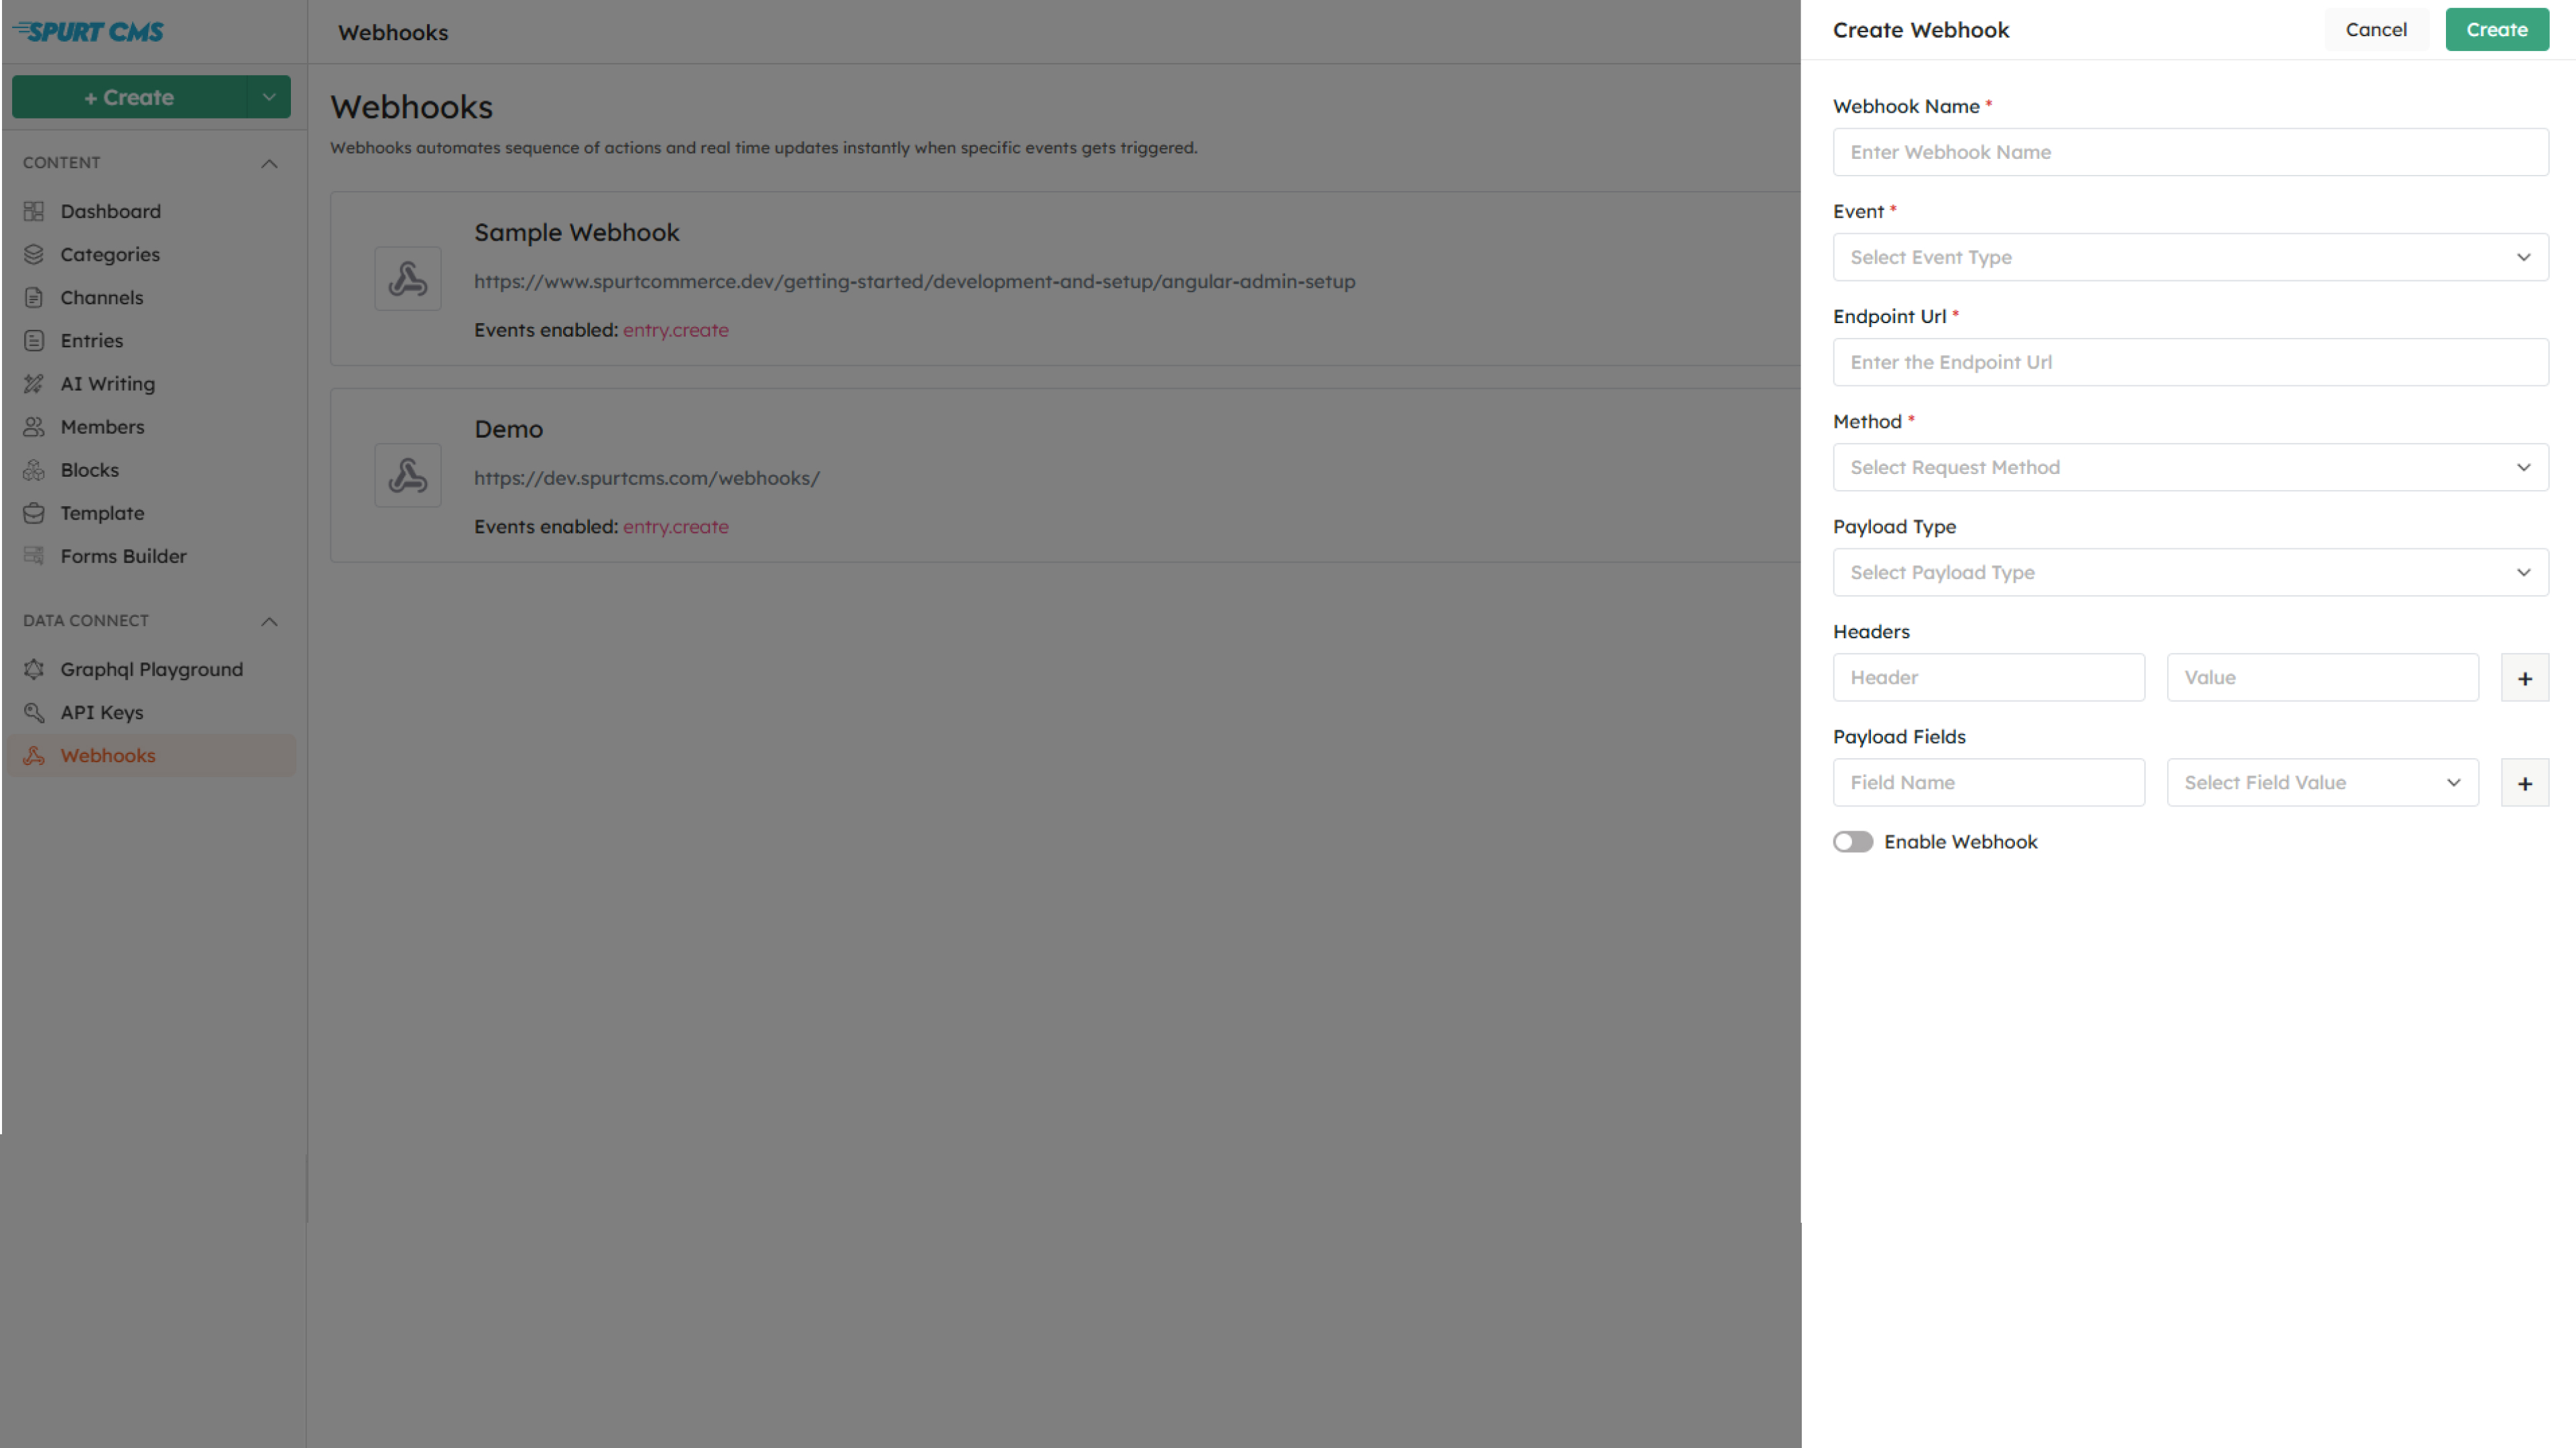 SPURT CMS
Webhooks
Create Webhook
Cancel
Create
+ Create
CONTENT
Dashboard
Categories
Channels
Entries
AI Writing
Members
Blocks
Template
Forms Builder
DATA CONNECT
Graphql Playground
API Keys
Webhooks
Webhooks
Webhooks automates sequence of actions and real time updates instantly when specific events gets triggered.
Sample Webhook
https://www.spurtcommerce.dev/getting-started/development-and-setup/angular-admin-setup
Events enabled: entry.create
Demo
https://dev.spurtcms.com/webhooks/
Events enabled: entry.create
Webhook Name *
Enter Webhook Name
Event *
Select Event Type
Endpoint Url *
Enter the Endpoint Url
Method *
Select Request Method
Payload Type
Select Payload Type
Headers
Header
Value
+
Payload Fields
Field Name
Select Field Value
+
Enable Webhook